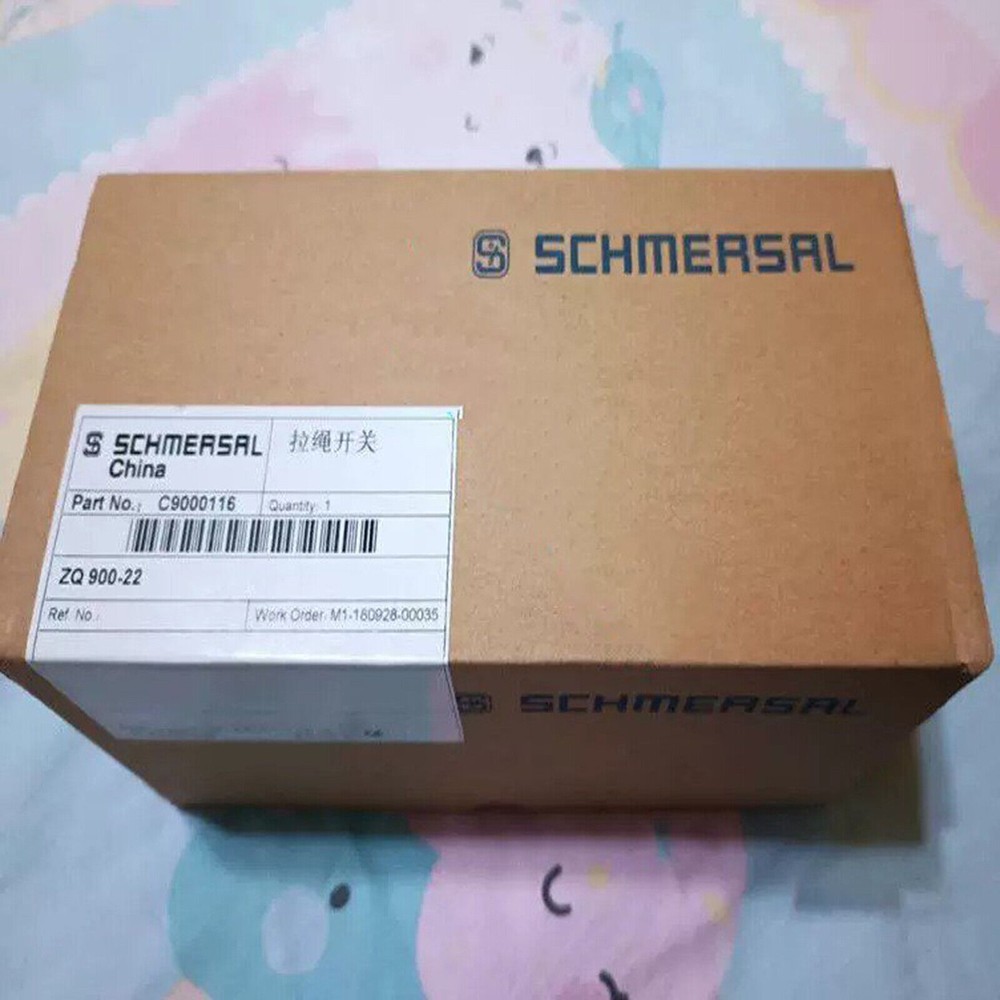 SCHMERSAL
SCHMERSAL
China
拉绳开关
Part No.: C9000116
Quantity: 1
ZQ 900-22
Ref. No.:
Work Order: M1-180928-00035
SCHMERSAL